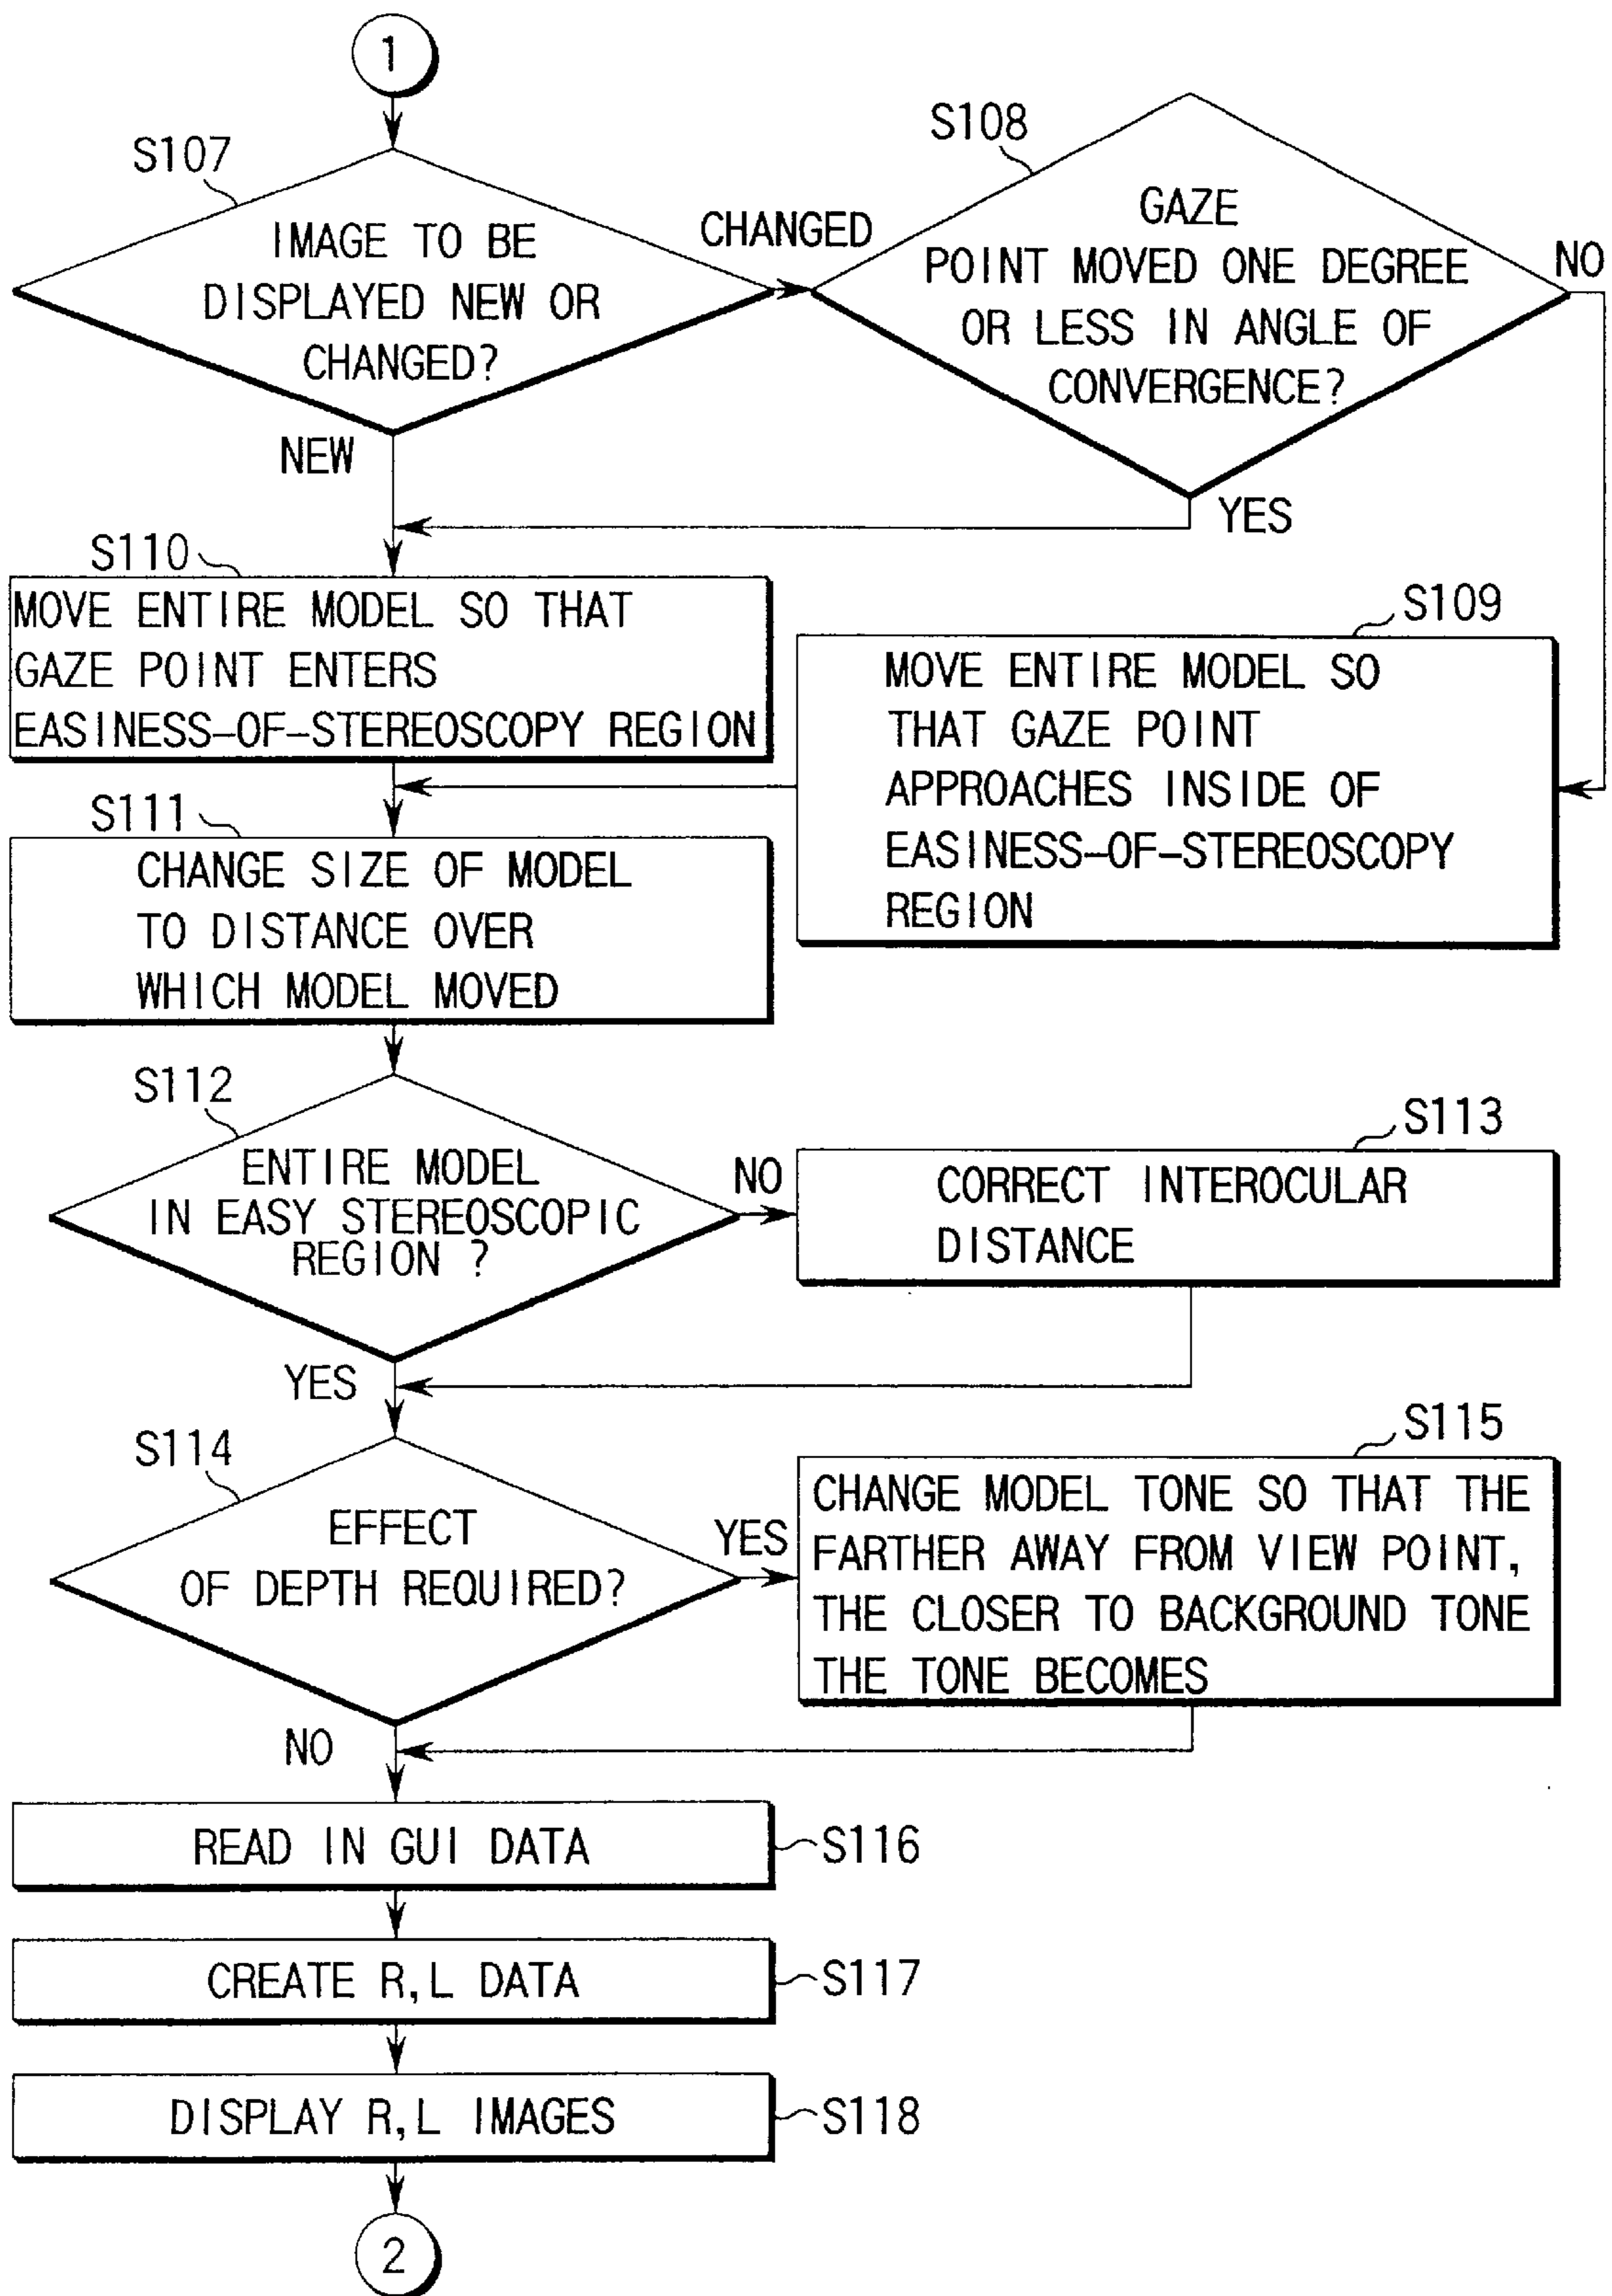 1
S107
IMAGE TO BE
DISPLAYED NEW OR
CHANGED?
CHANGED
NEW
S108
GAZE
POINT MOVED ONE DEGREE
OR LESS IN ANGLE OF
CONVERGENCE?
NO
YES
S110
MOVE ENTIRE MODEL SO THAT
GAZE POINT ENTERS
EASINESS-OF-STEREOSCOPY REGION
S109
MOVE ENTIRE MODEL SO
THAT GAZE POINT
APPROACHES INSIDE OF
EASINESS-OF-STEREOSCOPY
REGION
S111
CHANGE SIZE OF MODEL
TO DISTANCE OVER
WHICH MODEL MOVED
S112
ENTIRE MODEL
IN EASY STEREOSCOPIC
REGION ?
NO
YES
S113
CORRECT INTEROCULAR
DISTANCE
S114
EFFECT
OF DEPTH REQUIRED?
YES
NO
S115
CHANGE MODEL TONE SO THAT THE
FARTHER AWAY FROM VIEW POINT,
THE CLOSER TO BACKGROUND TONE
THE TONE BECOMES
READ IN GUI DATA
S116
CREATE R,L DATA
S117
DISPLAY R,L IMAGES
S118
2